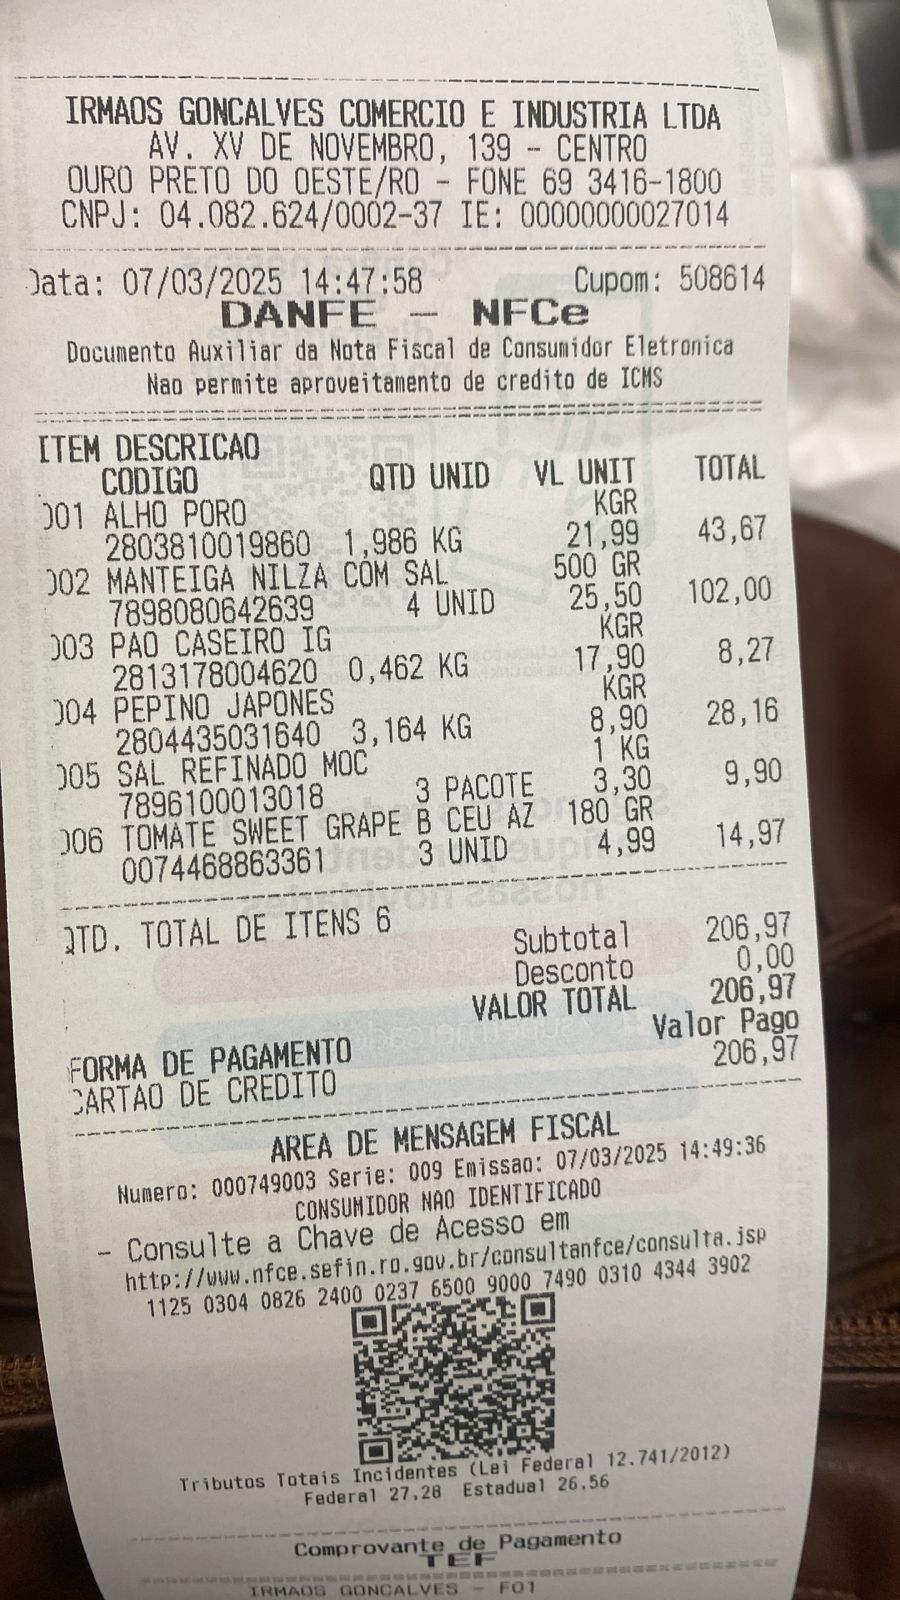 IRMAOS GONCALVES COMERCIO E INDUSTRIA LTDA
AV. XV DE NOVEMBRO, 139 - CENTRO
OURO PRETO DO OESTE/RO - FONE 69 3416-1800
CNPJ: 04.082.624/0002-37 IE: 00000000027014
Data: 07/03/2025 14:47:58 Cupom: 508614
DANFE - NFCe
Documento Auxiliar da Nota Fiscal de Consumidor Eletronica
Nao permite aproveitamento de credito de ICMS
ITEM DESCRICAO
CODIGO QTD UNID VL UNIT TOTAL
001 ALHO PORO KGR
2803810019860 1,986 KG 21,99 43,67
002 MANTEIGA NILZA COM SAL 500 GR
7898080642639 4 UNID 25,50 102,00
003 PAO CASEIRO IG KGR
2813178004620 0,462 KG 17,90 8,27
004 PEPINO JAPONES KGR
2804435031640 3,164 KG 8,90 28,16
005 SAL REFINADO MOC 1 KG
7896100013018 3 PACOTE 3,30 9,90
006 TOMATE SWEET GRAPE B CEU AZ 180 GR
0074468863361 3 UNID 4,99 14,97
QTD. TOTAL DE ITENS 6
Subtotal 206,97
Desconto 0,00
VALOR TOTAL 206,97
FORMA DE PAGAMENTO Valor Pago
CARTAO DE CREDITO 206,97
AREA DE MENSAGEM FISCAL
Numero: 000749003 Serie: 009 Emissao: 07/03/2025 14:49:36
CONSUMIDOR NAO IDENTIFICADO
- Consulte a Chave de Acesso em
http://www.nfce.sefin.ro.gov.br/consultanfce/consulta.jsp
1125 0304 0826 2400 0237 6500 9000 7490 0310 4344 3902
Tributos Totais Incidentes (Lei Federal 12.741/2012)
Federal 27,28 Estadual 26,56
Comprovante de Pagamento
TEF
IRMAOS GONCALVES - FO1